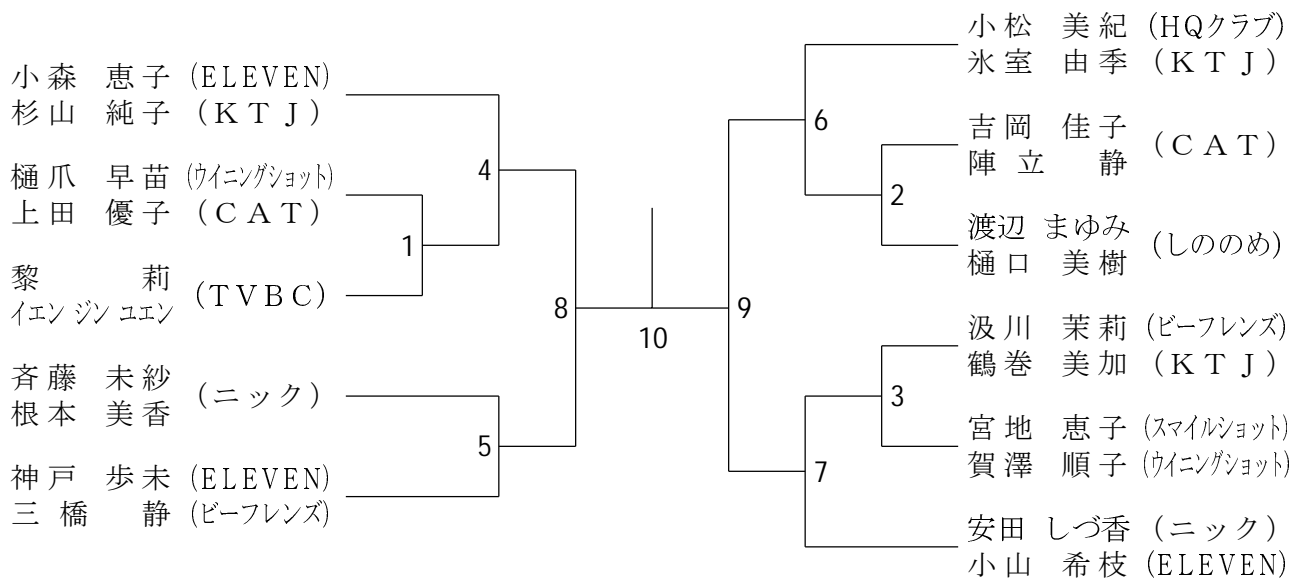 小森 恵子 (ELEVEN)
杉山 純子 (ＫＴＪ)
樋爪 早苗 (ウイニングショット)
上田 優子 (ＣＡＴ)
黎 莉 (ＴＶＢＣ)
イエン ジン ユエン
斉藤 未紗 (ニック)
根本 美香
神戸 歩未 (ELEVEN)
三橋 静 (ビーフレンズ)
4
1
8
5
10
小松 美紀 (HQクラブ)
氷室 由季 (ＫＴＪ)
吉岡 佳子 (ＣＡＴ)
陣立 静
渡辺 まゆみ (しののめ)
樋口 美樹
汲川 茉莉 (ビーフレンズ)
鶴巻 美加 (ＫＴＪ)
宮地 恵子 (スマイルショット)
賀澤 順子 (ウイニングショット)
安田 しづ香 (ニック)
小山 希枝 (ELEVEN)
6
2
9
3
7